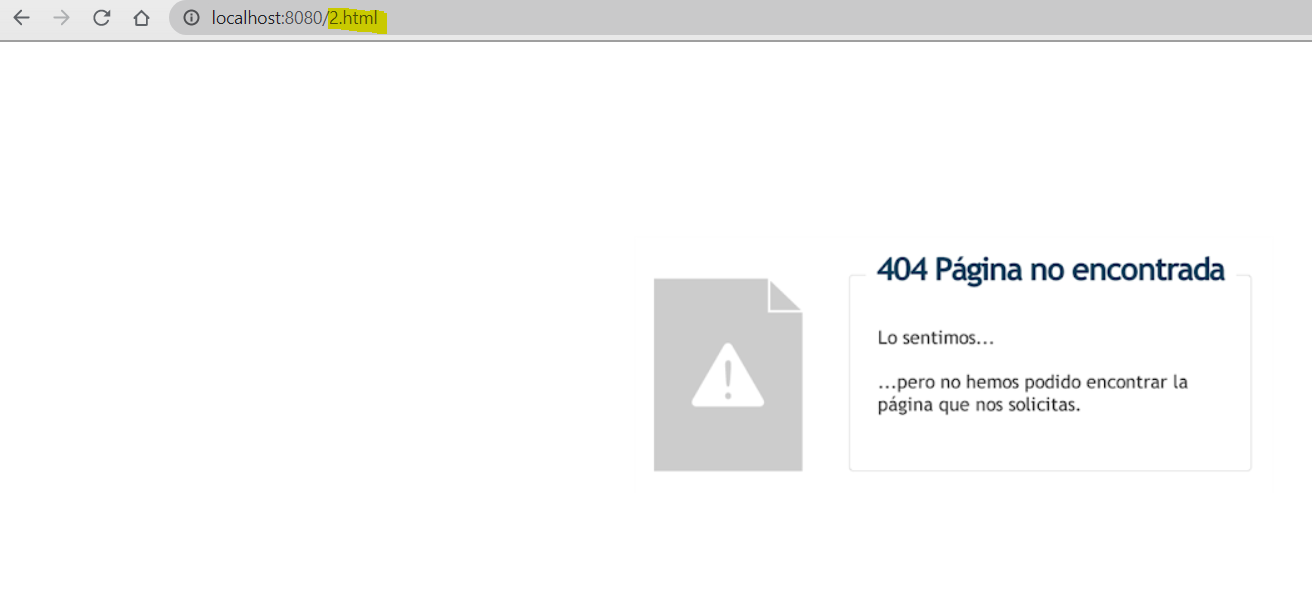 localhost:8080/2.html
404 Página no encontrada
Lo sentimos...
...pero no hemos podido encontrar la
página que nos solicitas.